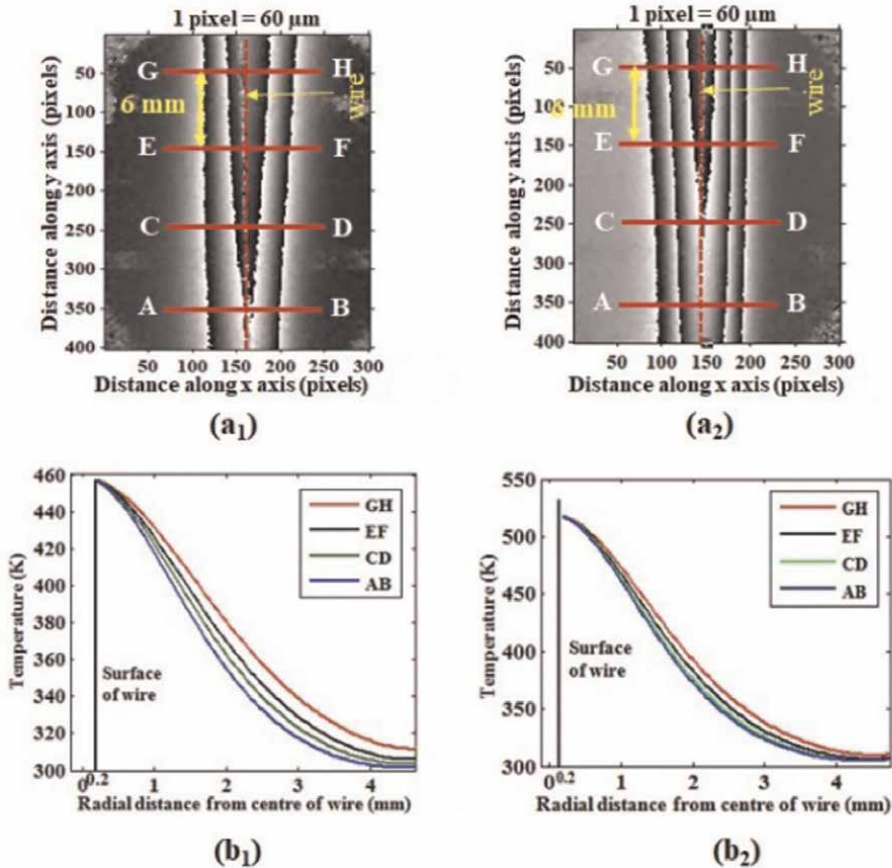 1 pixel = 60 μm
Distance along y axis (pixels)
50
100
150
200
250
300
350
400
G H
6 mm
wire
E F
C D
A B
50 100 150 200 250 300
Distance along x axis (pixels)
(a1)
1 pixel = 60 μm
Distance along y axis (pixels)
50
100
150
200
250
300
350
400
G H
6 mm
wire
E F
C D
A B
50 100 150 200 250 300
Distance along x axis (pixels)
(a2)
Temperature (K)
460
440
420
400
380
360
340
320
300
GH
EF
CD
AB
Surface
of wire
0 0.2 1 2 3 4
Radial distance from centre of wire (mm)
(b1)
Temperature (K)
550
500
450
400
350
300
GH
EF
CD
AB
Surface
of wire
0 0.2 1 2 3 4
Radial distance from centre of wire (mm)
(b2)